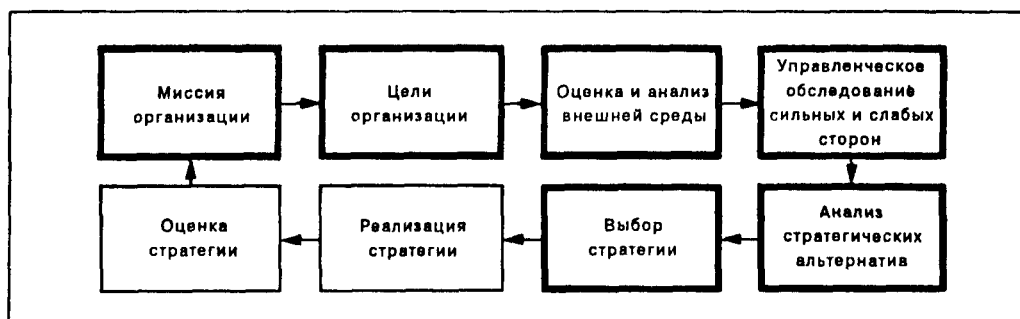 Миссия
организации
Цели
организации
Оценка и анализ
внешней среды
Управленческое
обследование
сильных и слабых
сторон
Оценка
стратегии
Реализация
стратегии
Выбор
стратегии
Анализ
стратегических
альтернатив